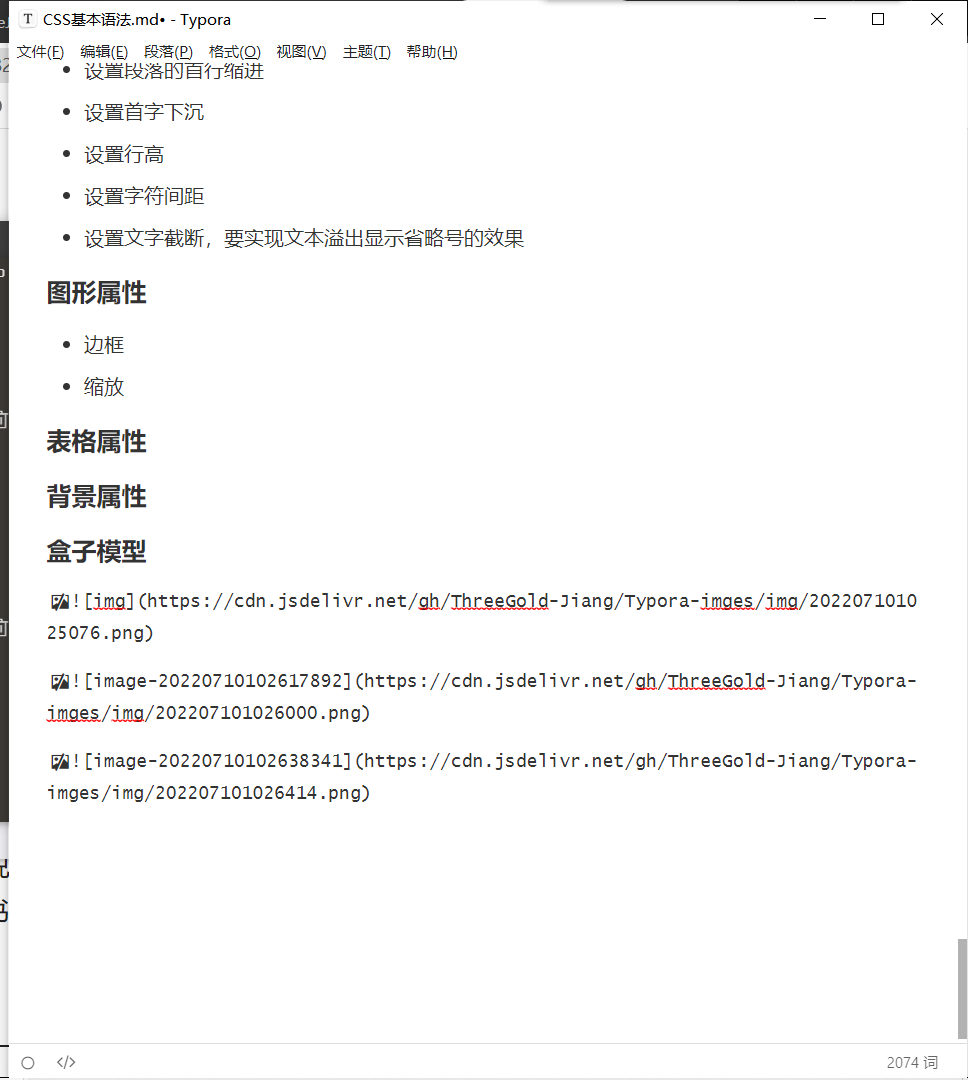 CSS基本语法.md• - Typora
文件(F) 编辑(E) 段落(P) 格式(O) 视图(V) 主题(T) 帮助(H)
设置段落的首行缩进
设置首字下沉
设置行高
设置字符间距
设置文字截断，要实现文本溢出显示省略号的效果
图形属性
边框
缩放
表格属性
背景属性
盒子模型
![img](https://cdn.jsdelivr.net/gh/ThreeGold-Jiang/Typora-imges/img/2022071010
25076.png)
![image-20220710102617892](https://cdn.jsdelivr.net/gh/ThreeGold-Jiang/Typora-
imges/img/202207101026000.png)
![image-20220710102638341](https://cdn.jsdelivr.net/gh/ThreeGold-Jiang/Typora-
imges/img/202207101026414.png)
</> 2074 词